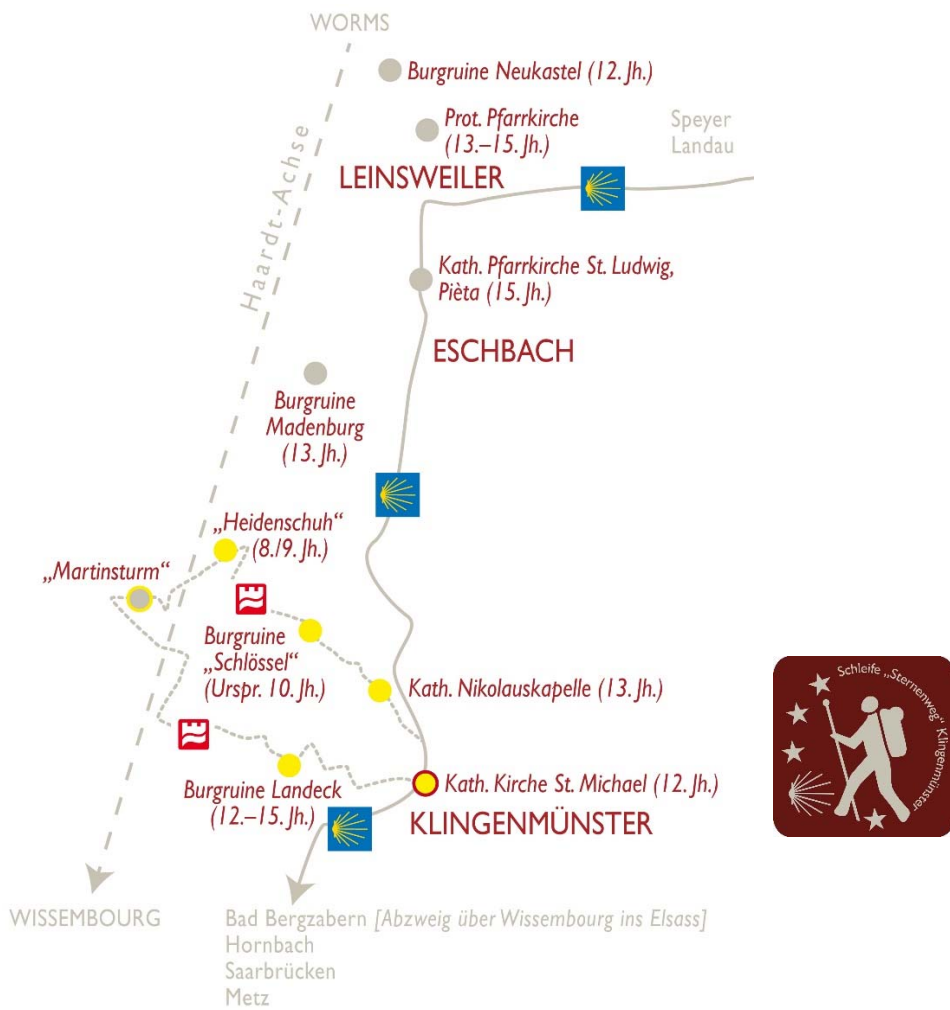 WORMS
Burgruine Neukastel (12. Jh.)
Prot. Pfarrkirche
(13.–15. Jh.)
Speyer
Landau
LEINSWEILER
Haardt-Achse
Kath. Pfarrkirche St. Ludwig,
Pièta (15. Jh.)
ESCHBACH
Burgruine
Madenburg
(13. Jh.)
„Heidenschuh“
(8./9. Jh.)
„Martinsturm“
Burgruine
„Schlössel“
(Urspr. 10. Jh.)
Kath. Nikolauskapelle (13. Jh.)
Burgruine Landeck
(12.–15. Jh.)
Kath. Kirche St. Michael (12. Jh.)
KLINGENMÜNSTER
Schleife „Sternenweg“ Klingenmünster
WISSEMBOURG
Bad Bergzabern [Abzweig über Wissembourg ins Elsass]
Hornbach
Saarbrücken
Metz